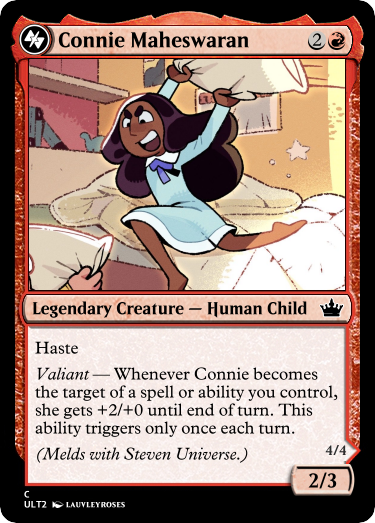 Connie Maheswaran 2
Legendary Creature — Human Child
Haste
Valiant — Whenever Connie becomes
the target of a spell or ability you control,
she gets +2/+0 until end of turn. This
ability triggers only once each turn.
(Melds with Steven Universe.)
4/4
2/3
C
ULT2 LAUVLEYROSES